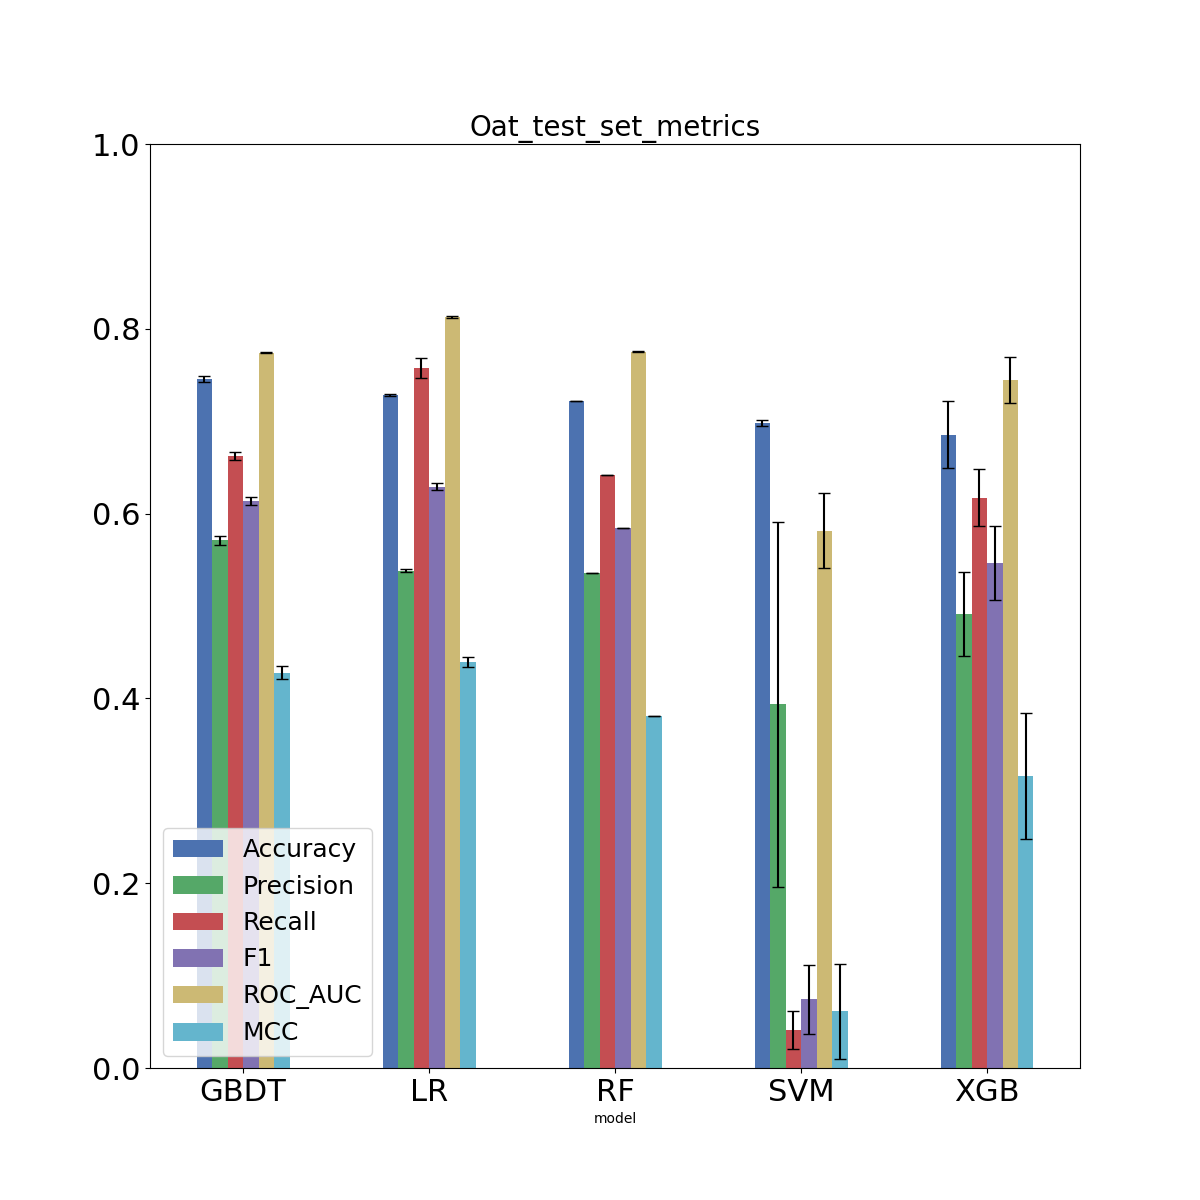 Oat_test_set_metrics
1.0
0.8
0.6
0.4
0.2
0.0
Accuracy
Precision
Recall
F1
ROC_AUC
MCC
GBDT LR RF SVM XGB
model